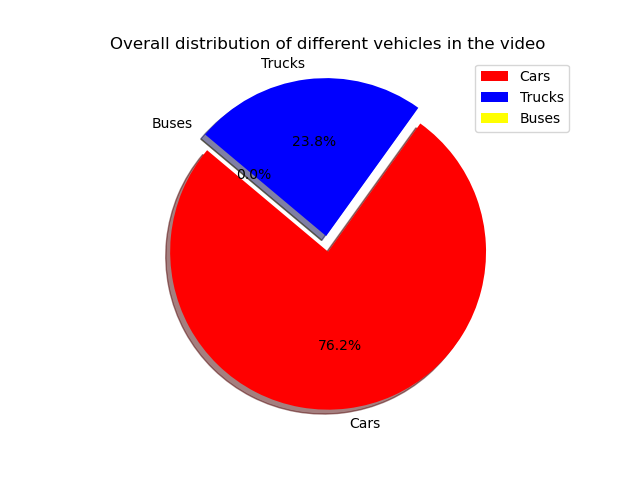 Overall distribution of different vehicles in the video
Trucks
Cars
Trucks
Buses
Buses
23.8%
0.0%
76.2%
Cars